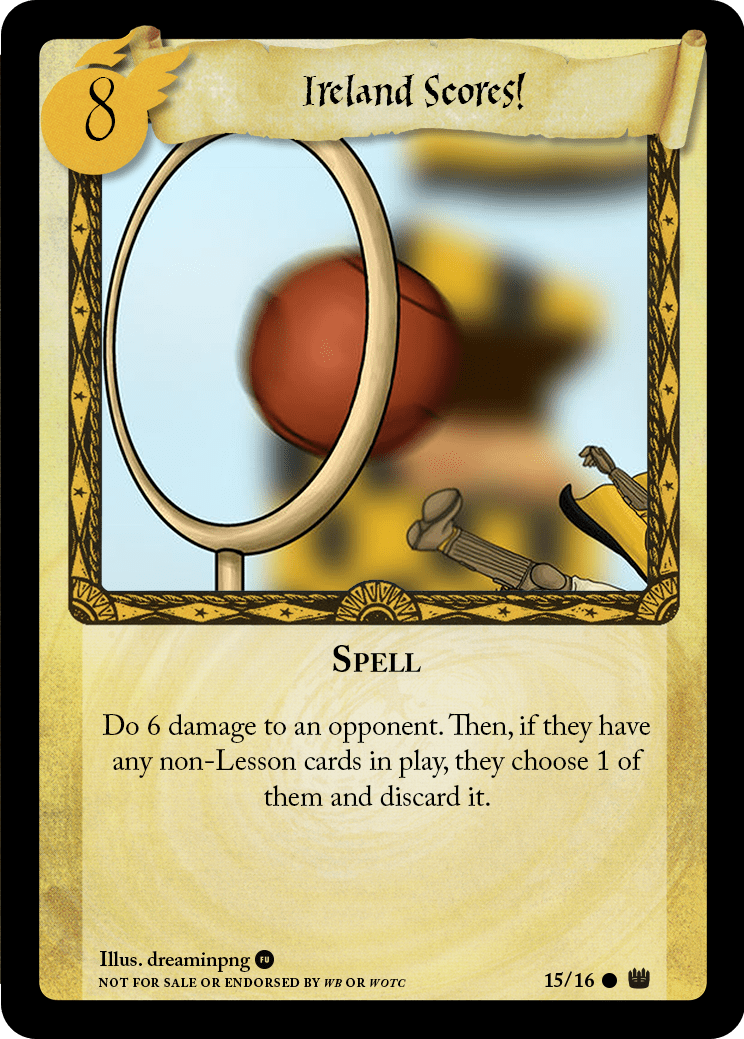 8
Ireland Scores!
SPELL
Do 6 damage to an opponent. Then, if they have
any non-Lesson cards in play, they choose 1 of
them and discard it.
Illus. dreaminpng FU
NOT FOR SALE OR ENDORSED BY WB OR WOTC
15/16